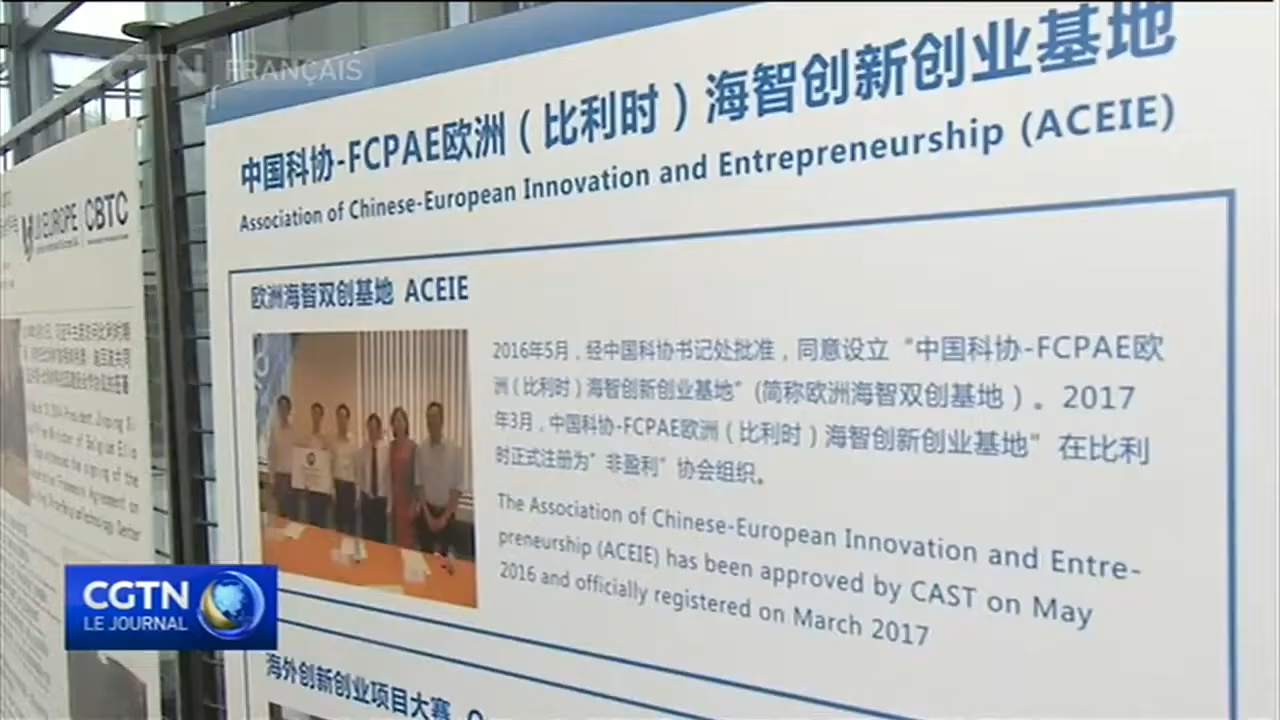 CGTN FRANÇAIS
中国科协-FCPAE欧洲（比利时）海智创新创业基地
Association of Chinese-European Innovation and Entrepreneurship (ACEIE)
UI EUROPE | CBTC
欧洲海智双创基地 ACEIE
2016年5月，经中国科协书记处批准，同意设立“中国科协-FCPAE欧
洲（比利时）海智创新创业基地”(简称欧洲海智双创基地）。2017
年3月，中国科协-FCPAE欧洲（比利时）海智创新创业基地”在比利
时正式注册为”非盈利”协会组织。
The Association of Chinese-European Innovation and Entre-
preneurship (ACEIE) has been approved by CAST on May
2016 and officially registered on March 2017
海外创新创业项目大赛
CGTN
LE JOURNAL